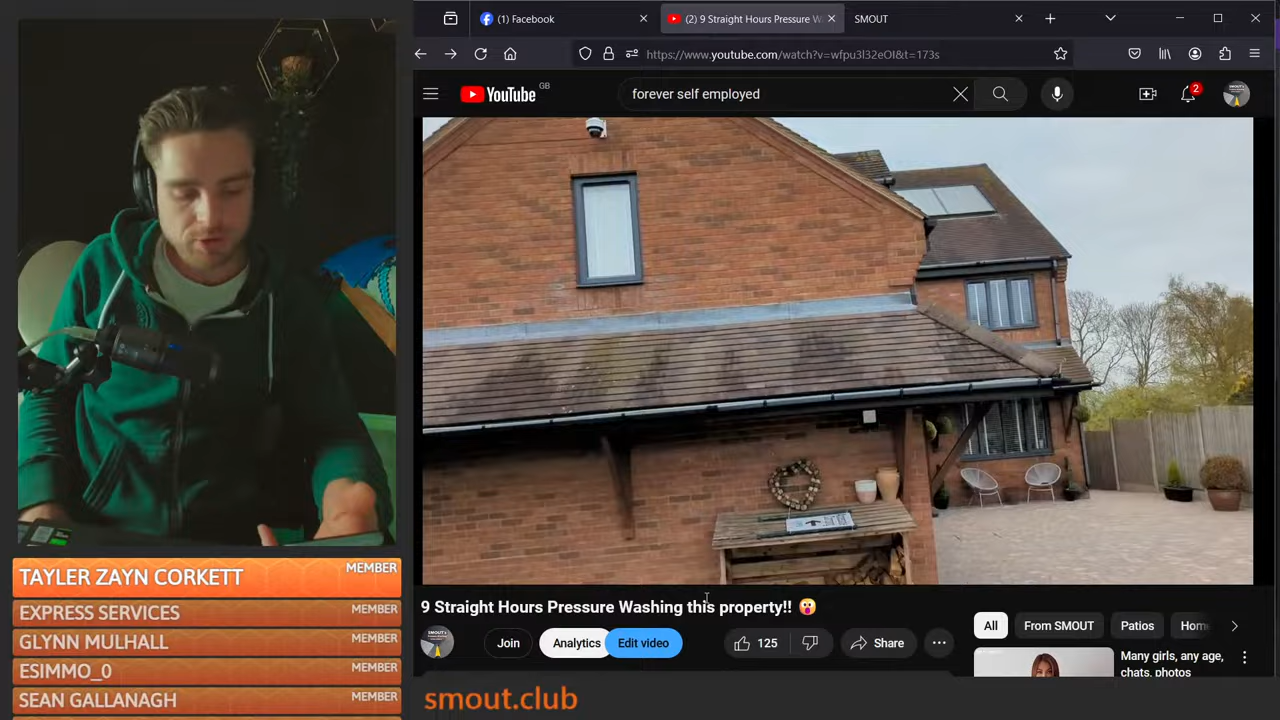 (1) Facebook
(2) 9 Straight Hours Pressure W
SMOUT
https://www.youtube.com/watch?v=wfpu3l32eOI&t=173s
YouTube GB
forever self employed
2
9 Straight Hours Pressure Washing this property!! 😲
Join
Analytics
Edit video
125
Share
All
From SMOUT
Patios
Hom
Many girls, any age,
chats, photos
TAYLER ZAYN CORKETT MEMBER
EXPRESS SERVICES MEMBER
GLYNN MULHALL MEMBER
ESIMMO_0 MEMBER
SEAN GALLANAGH MEMBER
smout.club